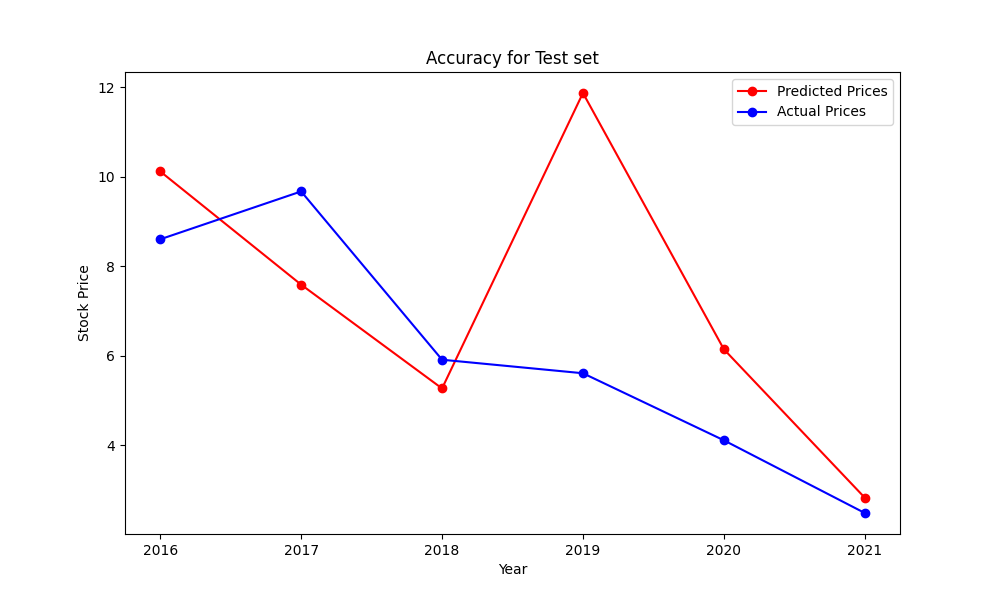 Accuracy for Test set
Predicted Prices
Actual Prices
Stock Price
12
10
8
6
4
2016 2017 2018 2019 2020 2021
Year